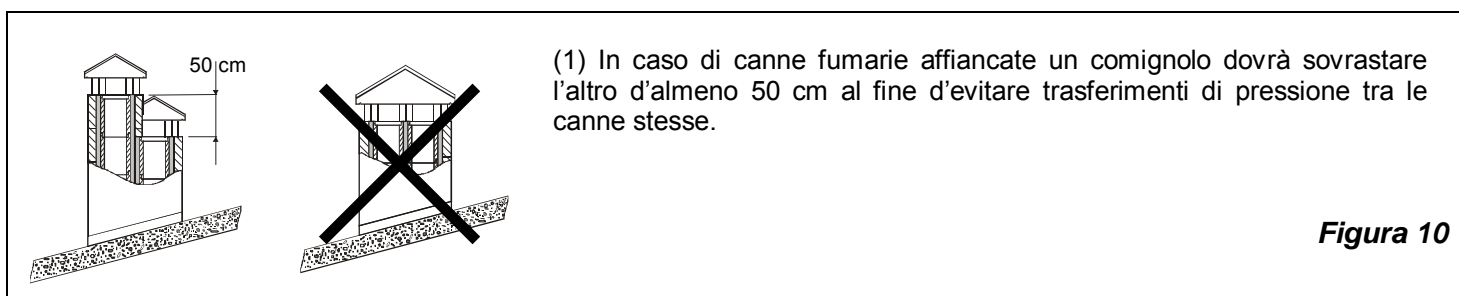 50 cm
(1) In caso di canne fumarie affiancate un comignolo dovrà sovrastare
l'altro d'almeno 50 cm al fine d'evitare trasferimenti di pressione tra le
canne stesse.
Figura 10